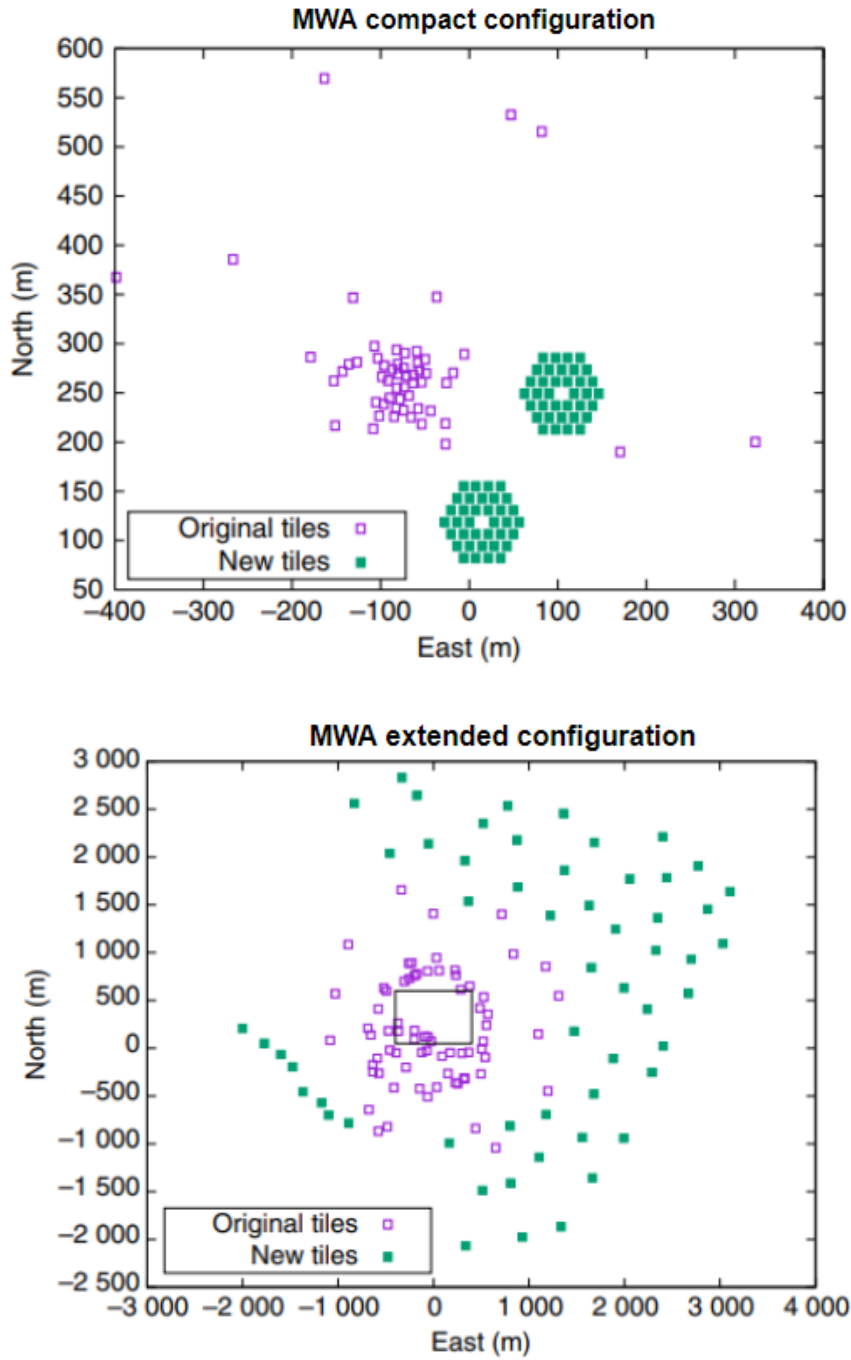 MWA compact configuration
600
550
500
450
400
350
300
250
200
150
100
50
North (m)
Original tiles
New tiles
−400 −300 −200 −100 0 100 200 300 400
East (m)
MWA extended configuration
3 000
2 500
2 000
1 500
1 000
500
0
−500
−1 000
−1 500
−2 000
−2 500
North (m)
Original tiles
New tiles
−3 000 −2 000 −1 000 0 1 000 2 000 3 000 4 000
East (m)